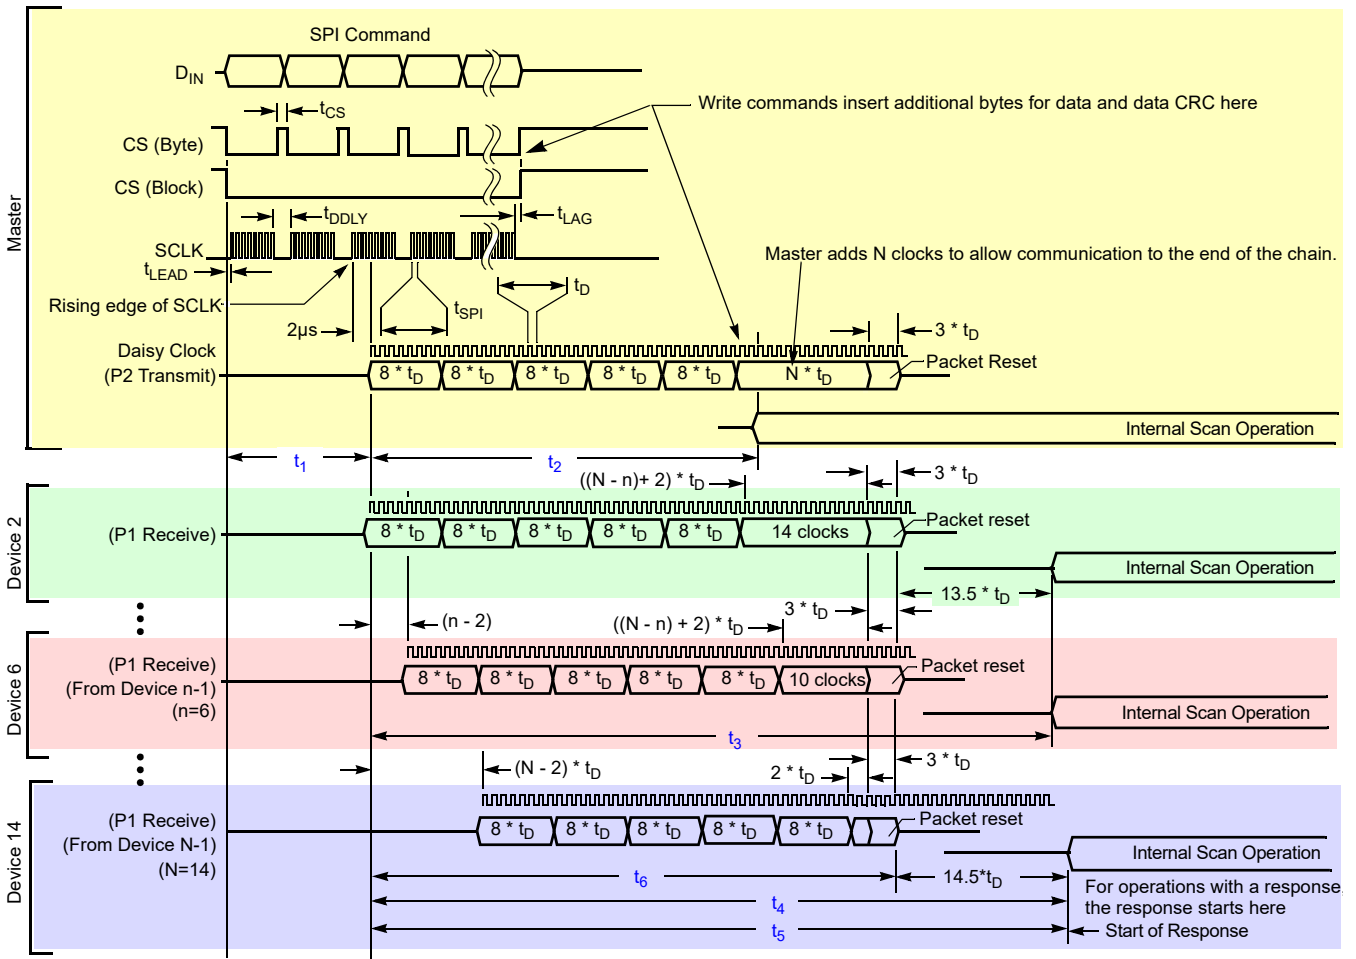 Master
SPI Command
DIN
tCS
Write commands insert additional bytes for data and data CRC here
CS (Byte)
CS (Block)
tDDLY
tLAG
SCLK
Master adds N clocks to allow communication to the end of the chain.
tLEAD
tD
Rising edge of SCLK
tSPI
2µs
3 * tD
Daisy Clock
(P2 Transmit)
8 * tD
8 * tD
8 * tD
8 * tD
8 * tD
N * tD
Packet Reset
Internal Scan Operation
t1
t2
((N - n)+ 2) * tD
3 * tD
Device 2
(P1 Receive)
8 * tD
8 * tD
8 * tD
8 * tD
8 * tD
14 clocks
Packet reset
Internal Scan Operation
13.5 * tD
3 * tD
(n - 2)
((N - n) + 2) * tD
Device 6
(P1 Receive)
(From Device n-1)
(n=6)
8 * tD
8 * tD
8 * tD
8 * tD
8 * tD
10 clocks
Packet reset
Internal Scan Operation
t3
(N - 2) * tD
2 * tD
3 * tD
Device 14
(P1 Receive)
(From Device N-1)
(N=14)
8 * tD
8 * tD
8 * tD
8 * tD
8 * tD
Packet reset
Internal Scan Operation
t6
14.5*tD
For operations with a response
the response starts here
t4
t5
Start of Response